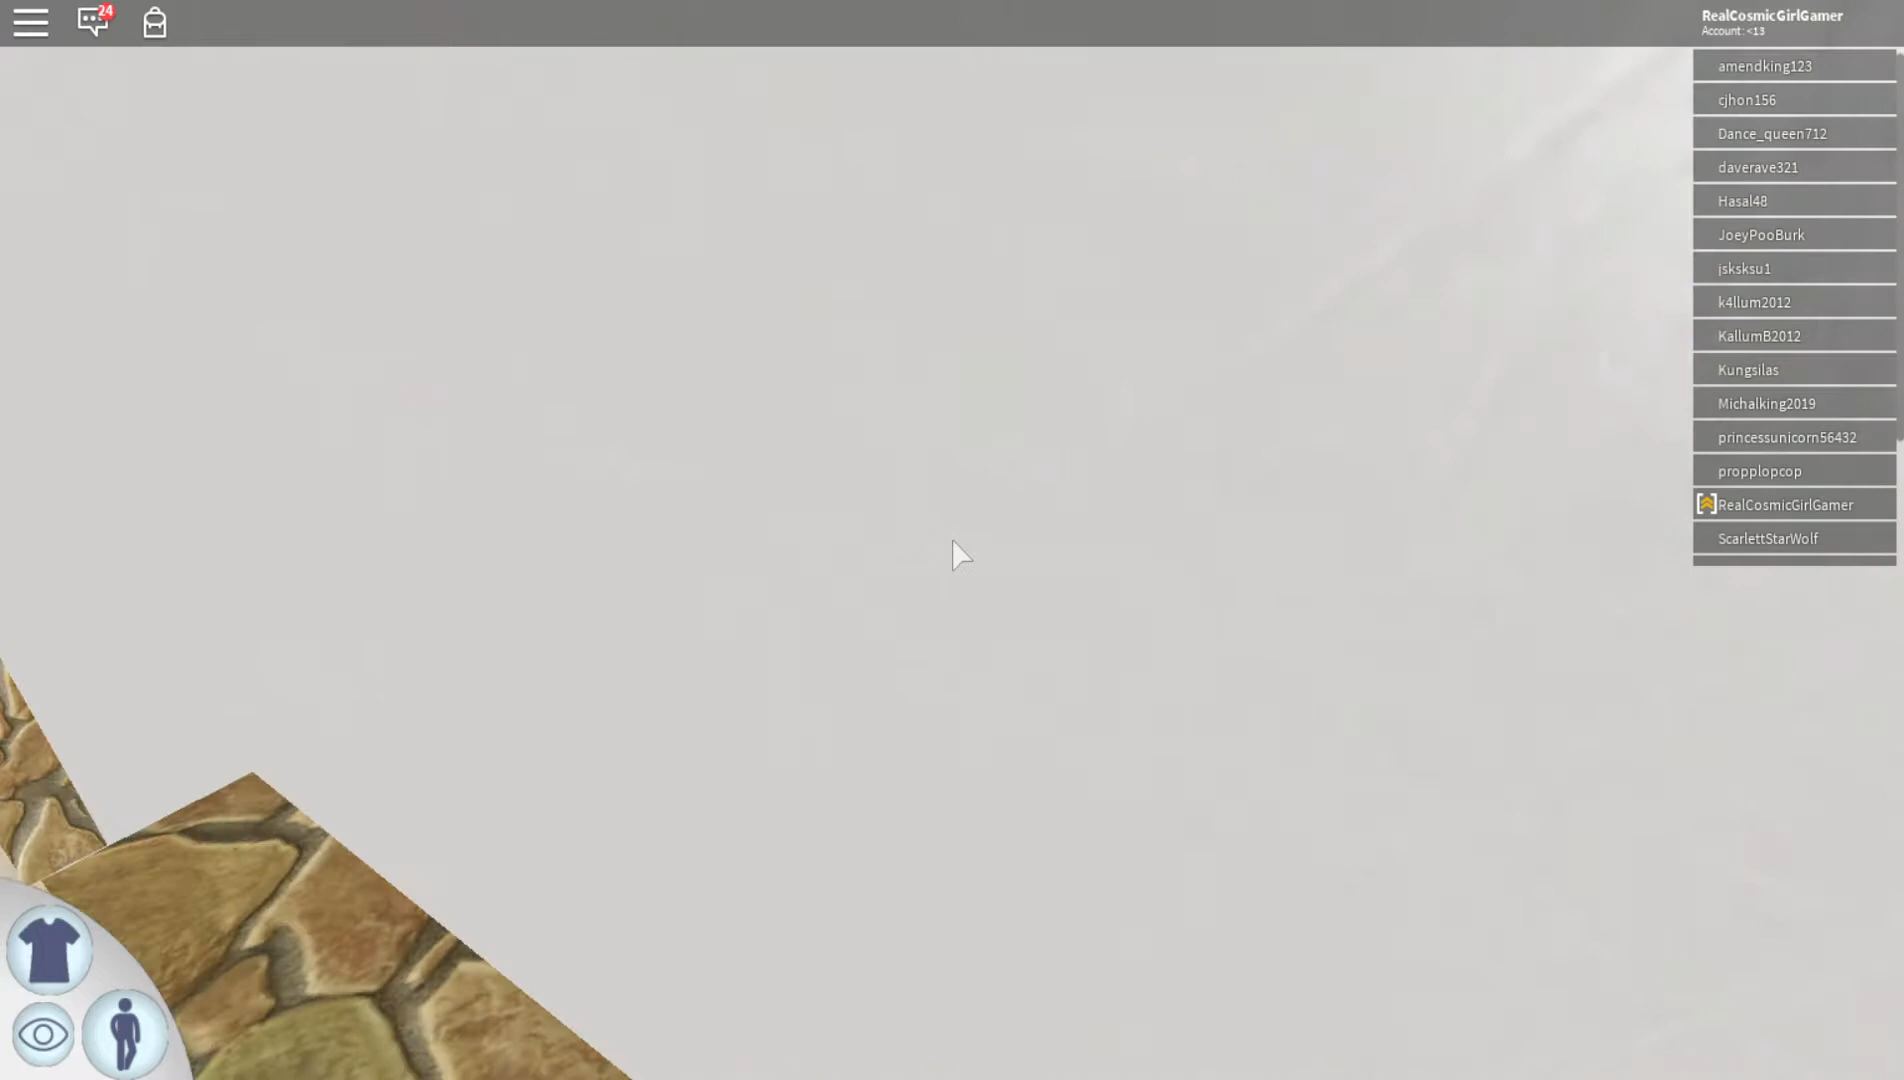 24
RealCosmicGirlGamer
Account: <13
amendking123
cjhon156
Dance_queen712
daverave321
Hasal48
JoeyPooBurk
jsksksu1
k4llum2012
KallumB2012
Kungsilas
Michalking2019
princessunicorn56432
propplopcop
RealCosmicGirlGamer
ScarlettStarWolf